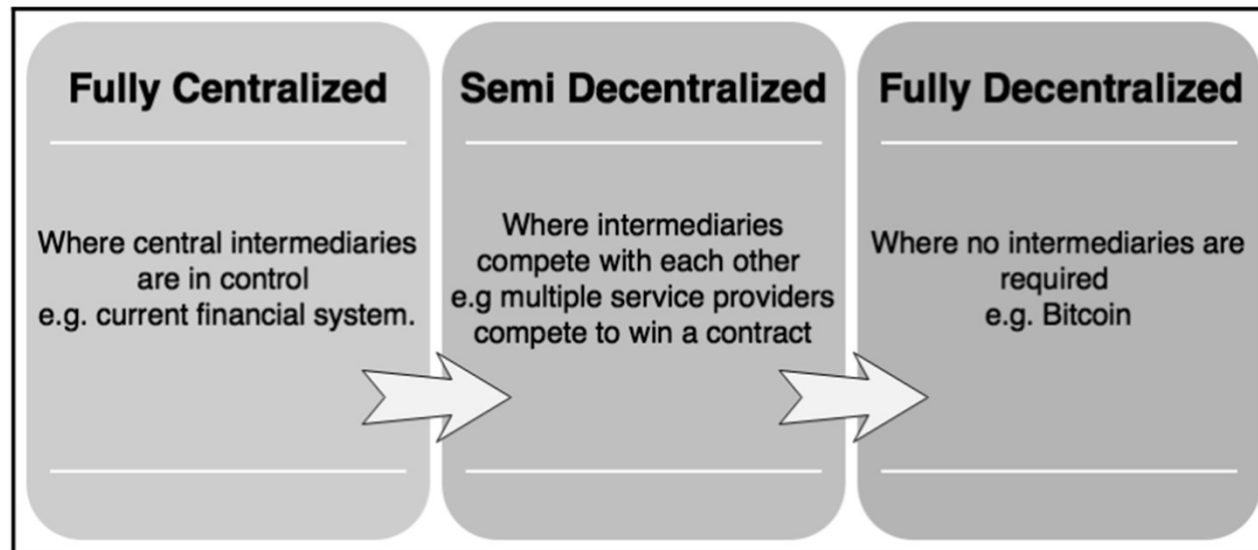 Fully Centralized
Where central intermediaries
are in control
e.g. current financial system.
Semi Decentralized
Where intermediaries
compete with each other
e.g multiple service providers
compete to win a contract
Fully Decentralized
Where no intermediaries are
required
e.g. Bitcoin